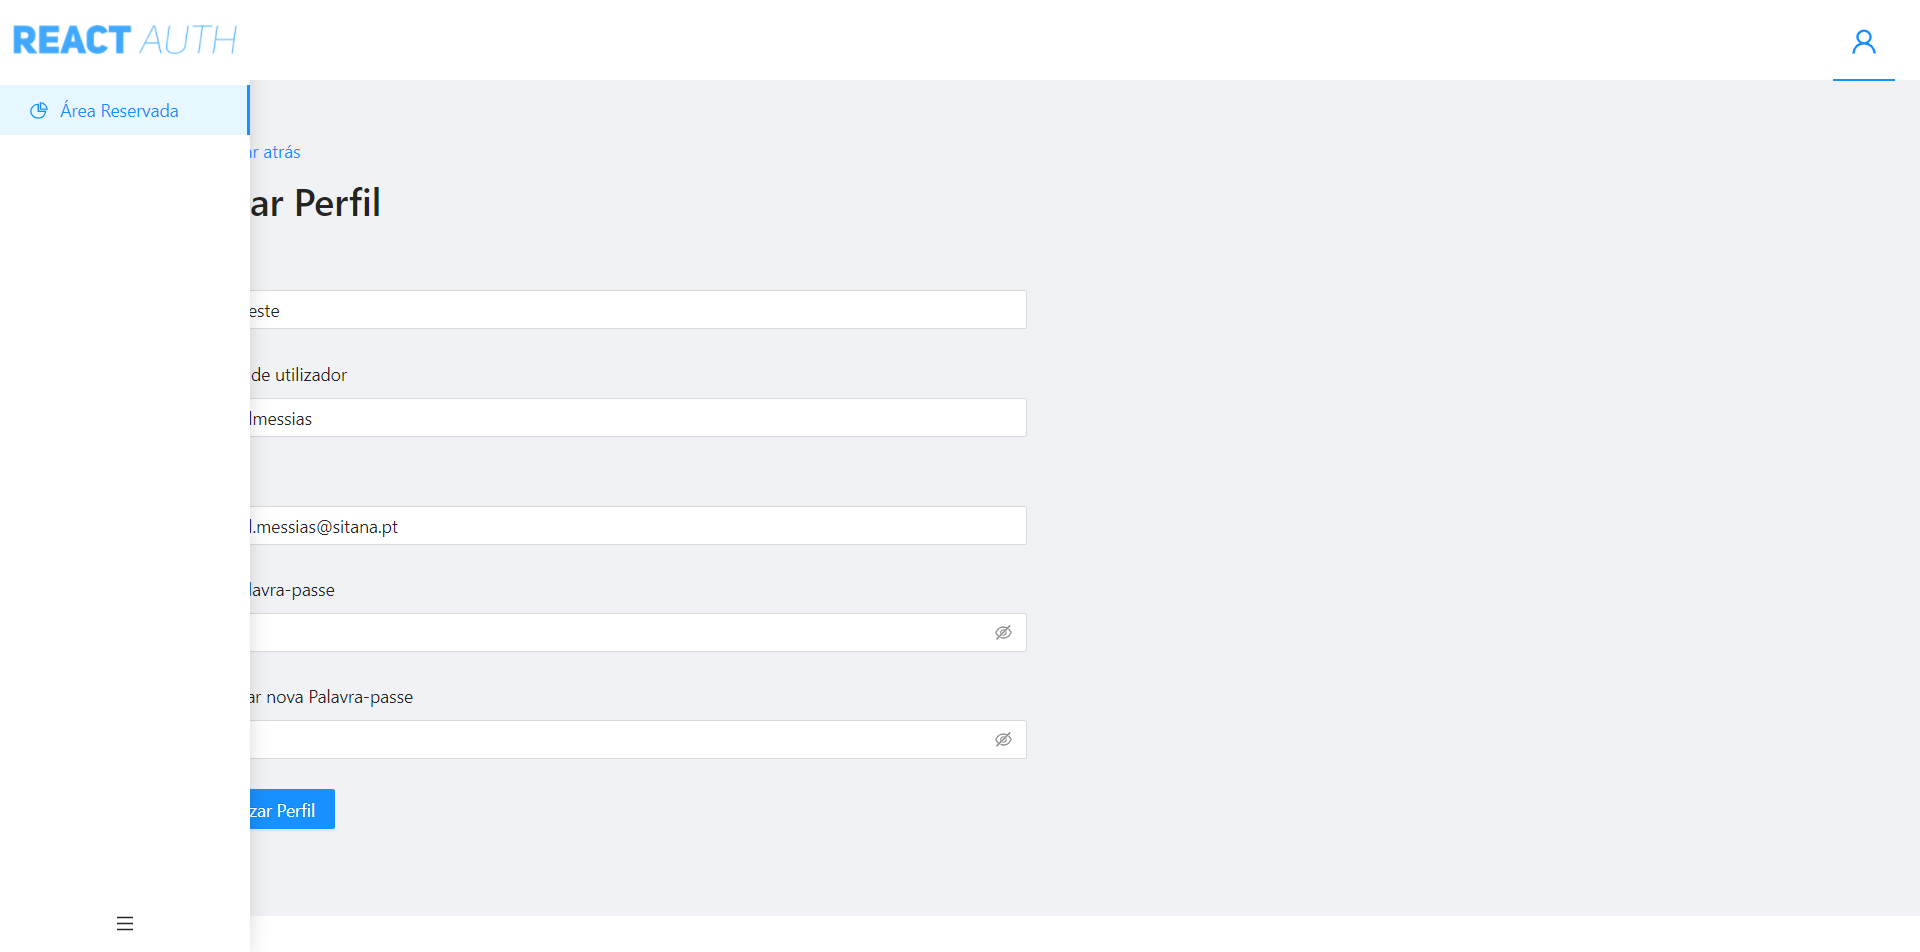 REACT AUTH
Área Reservada
ar atrás
ar Perfil
este
de utilizador
lmessias
l.messias@sitana.pt
lavra-passe
ar nova Palavra-passe
zar Perfil